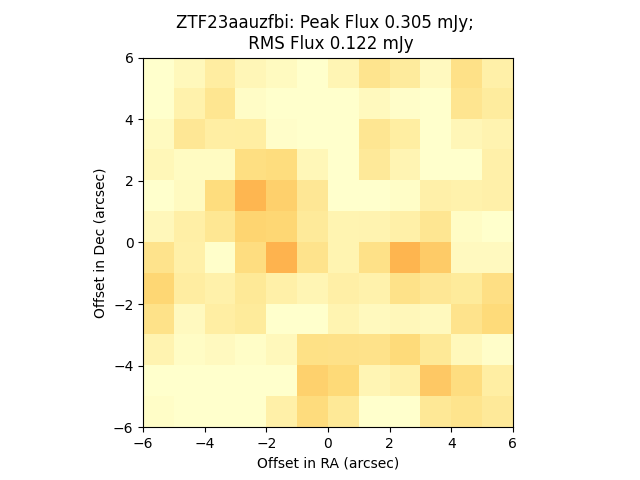 ZTF23aauzfbi: Peak Flux 0.305 mJy;
RMS Flux 0.122 mJy
6
4
2
0
−2
−4
−6
Offset in Dec (arcsec)
−6 −4 −2 0 2 4 6
Offset in RA (arcsec)